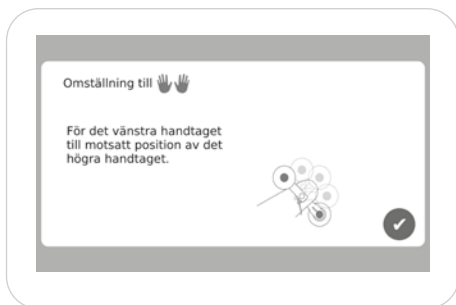 Omställning till
För det vänstra handtaget
till motsatt position av det
högra handtaget.